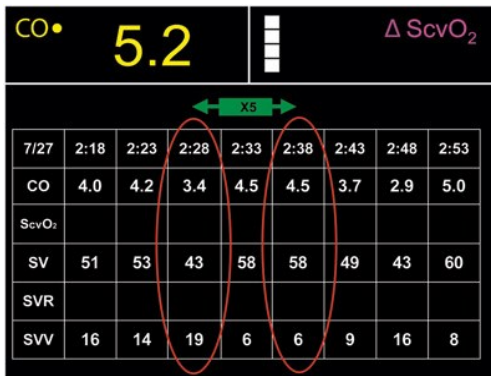 CO• 5.2 Δ ScvO₂
X5
7/27 2:18 2:23 2:28 2:33 2:38 2:43 2:48 2:53
CO 4.0 4.2 3.4 4.5 4.5 3.7 2.9 5.0
ScvO₂
SV 51 53 43 58 58 49 43 60
SVR
SVV 16 14 19 6 6 9 16 8